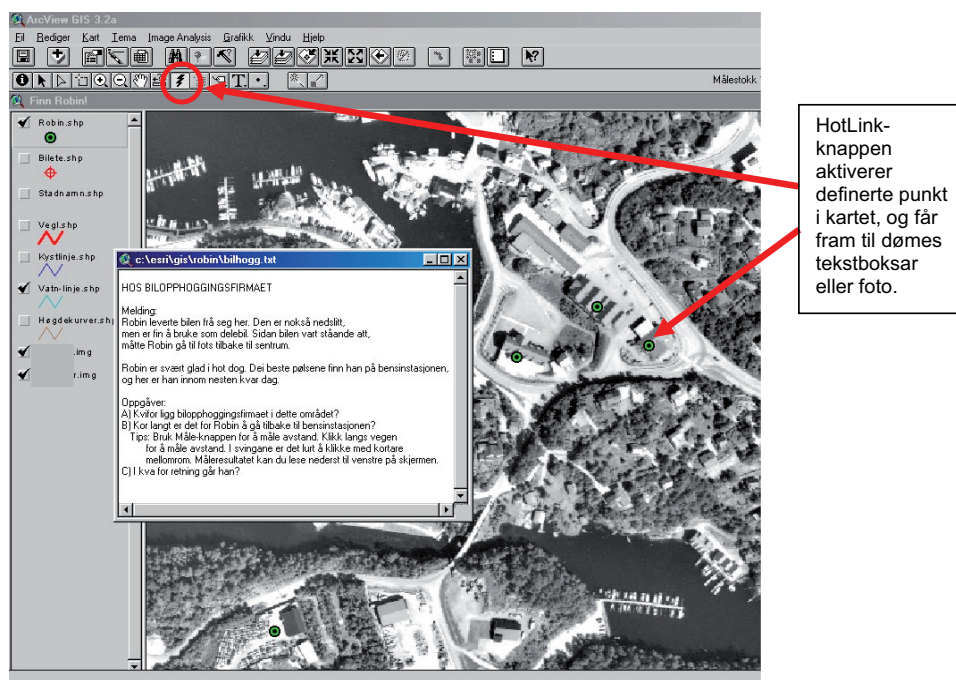 ArcView GIS 3.2a
Fil Rediger Kart Tema Image Analysis Grafikk Vindu Hjelp
Målestokk
Finn Robin!
Robin.shp
Bilete.shp
Stadnamn.shp
Vegl.shp
Kystlinje.shp
Vatn-linje.shp
Høgdekurver.shp
.img
r.img
c:\esri\gis\robin\bilhogg.txt
HOS BILOPPHOGGINGSFIRMAET
Melding:
Robin leverte bilen frå seg her. Den er nokså nedslitt,
men er fin å bruke som delebil. Sidan bilen vart ståande att,
måtte Robin gå til fots tilbake til sentrum.
Robin er svært glad i hot dog. Dei beste pølsene finn han på bensinstasjonen,
og her er han innom nesten kvar dag.
Oppgåver:
A) Kvifor ligg bilopphoggingsfirmaet i dette området?
B) Kor langt er det for Robin å gå tilbake til bensinstasjonen?
Tips: Bruk Måle-knappen for å måle avstand. Klikk langs vegen
for å måle avstand. I svingane er det lurt å klikke med kortare
mellomrom. Måleresultatet kan du lese nederst til venstre på skjermen.
C) I kva for retning går han?
HotLink-
knappen
aktiverer
definerte punkt
i kartet, og får
fram til dømes
tekstboksar
eller foto.